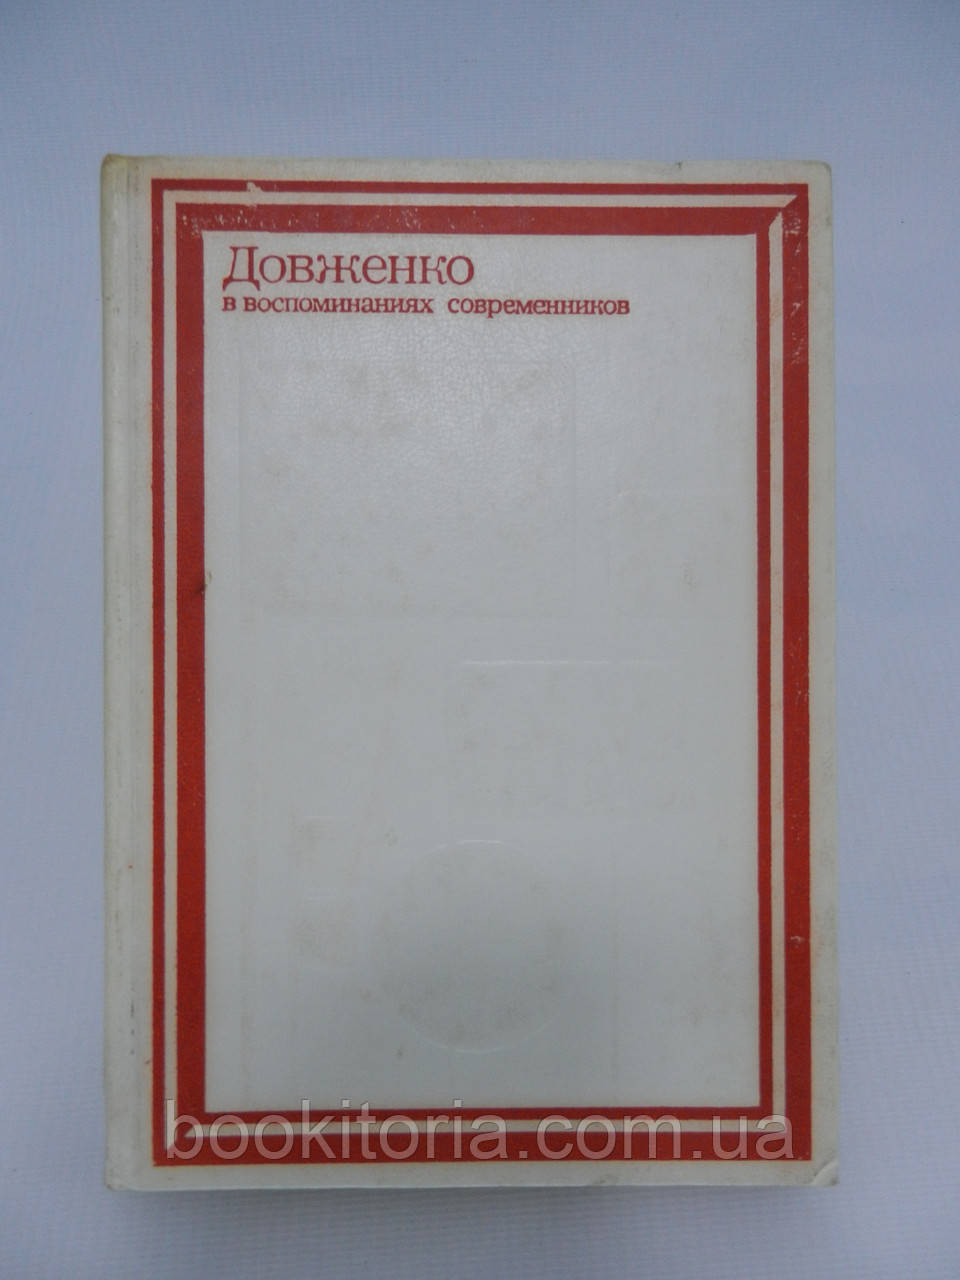 Довженко
в воспоминаниях современников
bookitoria.com.ua